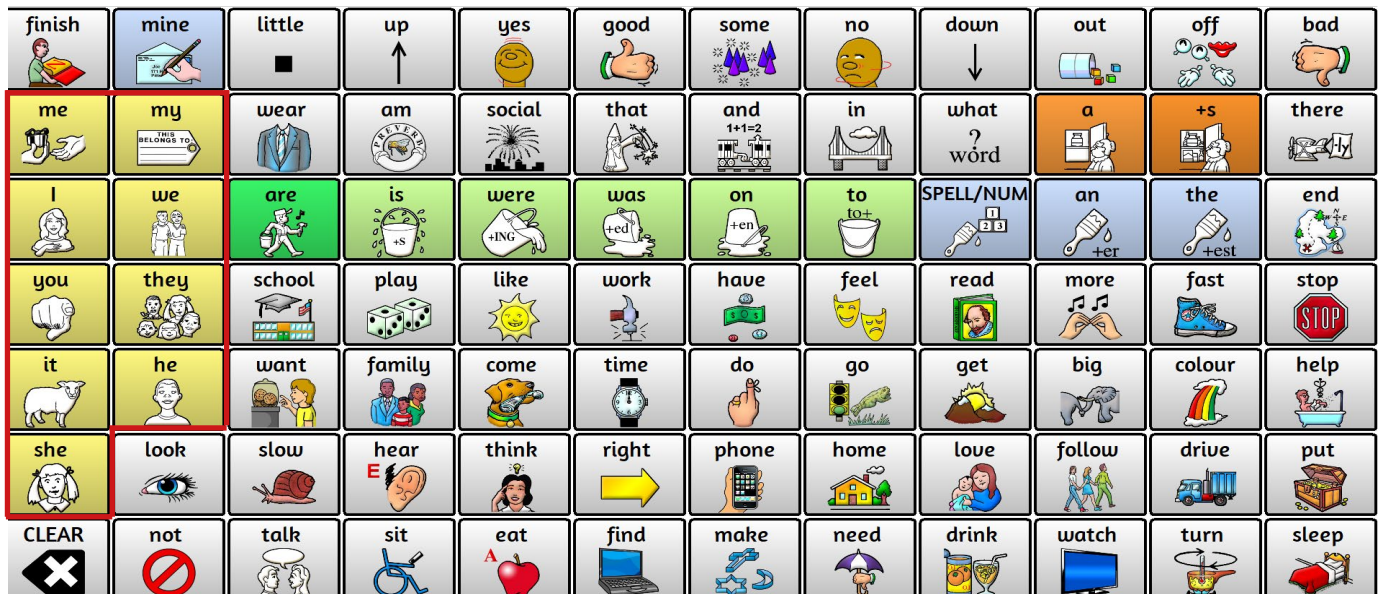 finish mine little up yes good some no down out off bad
me my wear am social that and in what a +s there
THIS BELONGS TO PREVERB 1+1=2 ? word -ly
I we are is were was on to SPELL/NUM an the end
+S +ING +ed +en to+ 1 2 3 +er +est N W E
you they school play like work have feel read more fast stop
STOP
it he want family come time do go get big colour help
she look slow hear think right phone home love follow drive put
E
CLEAR not talk sit eat find make need drink watch turn sleep
A